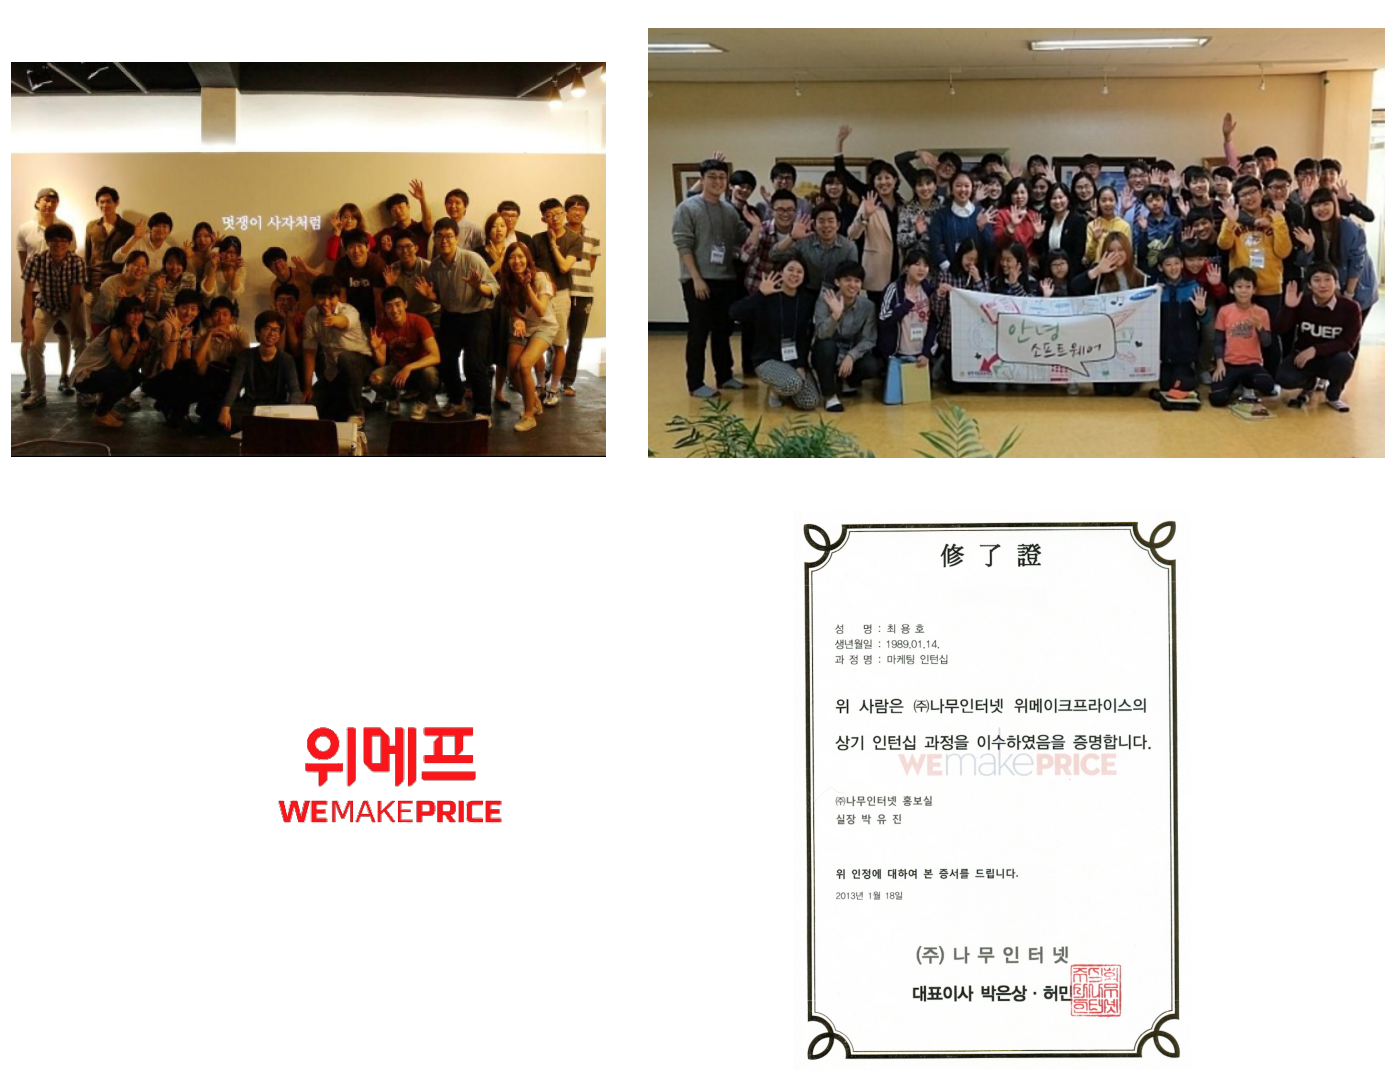 멋쟁이 사자처럼
lena
안녕
소프트웨어
PUEP
위메프
WEMAKEPRICE
修了證
성 명 : 최 용 호
생년월일 : 1989.01.14.
과 정 명 : 마케팅 인턴십
위 사람은 ㈜나무인터넷 위메이크프라이스의
상기 인턴십 과정을 이수하였음을 증명합니다.
WEmakePRICE
㈜나무인터넷 홍보실
실장 박 유 진
위 인정에 대하여 본 증서를 드립니다.
2013년 1월 18일
(주) 나 무 인 터 넷
대표이사 박은상 · 허민